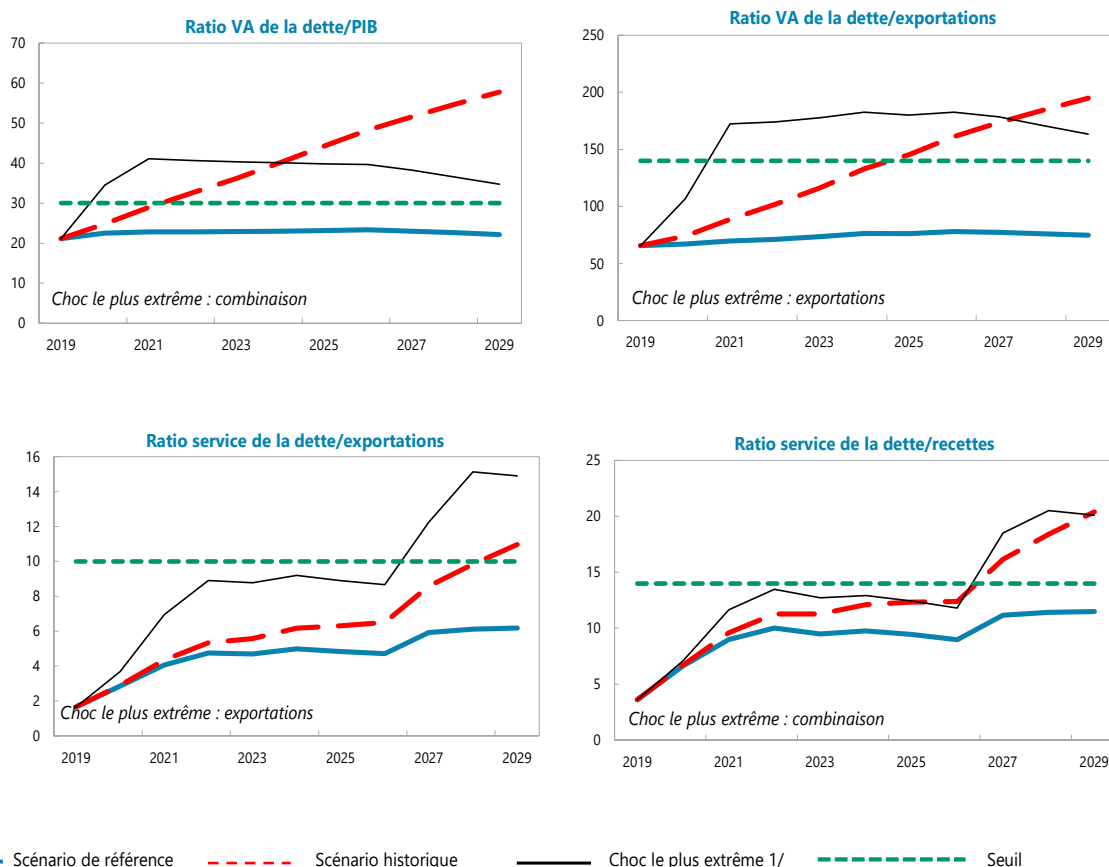 Ratio VA de la dette/PIB
70
60
50
40
30
20
10
0
Choc le plus extrême : combinaison
2019 2021 2023 2025 2027 2029
Ratio VA de la dette/exportations
250
200
150
100
50
0
Choc le plus extrême : exportations
2019 2021 2023 2025 2027 2029
Ratio service de la dette/exportations
16
14
12
10
8
6
4
2
0
Choc le plus extrême : exportations
2019 2021 2023 2025 2027 2029
Ratio service de la dette/recettes
25
20
15
10
5
0
Choc le plus extrême : combinaison
2019 2021 2023 2025 2027 2029
Scénario de référence Scénario historique Choc le plus extrême 1/ Seuil